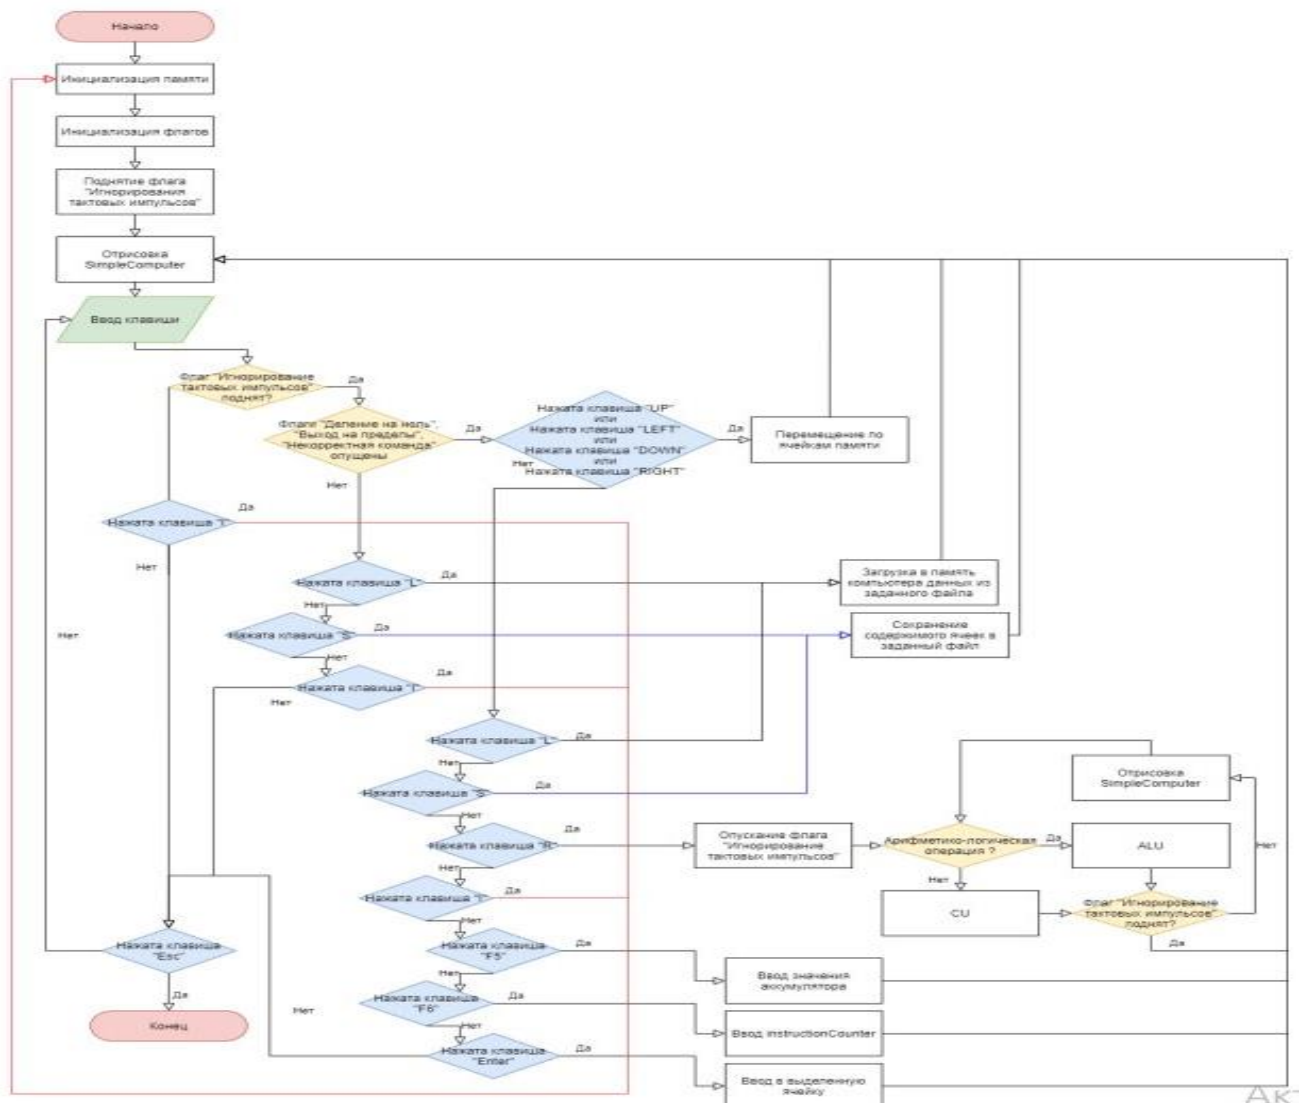 Начало
Инициализация памяти
Инициализация флагов
Поднятие флага
"Игнорирования
тактовых импульсов"
Отрисовка
SimpleComputer
Ввод клавиши
Флаг "Игнорирование
тактовых импульсов"
поднят?
Да
Флаги "Деление на ноль",
"Выход на пределы",
"Некорректная команда"
опущены
Да
Нажата клавиша "UP"
или
Нажата клавиша "LEFT"
или
Нажата клавиша "DOWN"
или
Нажата клавиша "RIGHT"
Да
Нет
Перемещение по
ячейкам памяти
Нет
Нажата клавиша "I"
Да
Нет
Нажата клавиша "L"
Да
Загрузка в память
компьютера данных из
заданного файла
Нет
Нажата клавиша "S"
Да
Сохранение
содержимого ячеек в
заданный файл
Нет
Нет
Нажата клавиша "I"
Да
Нет
Нажата клавиша "L"
Да
Нет
Нажата клавиша "S"
Да
Нет
Отрисовка
SimpleComputer
Нажата клавиша "R"
Да
Опускание флага
"Игнорирование
тактовых импульсов"
Арифметико-логическая
операция ?
Да
ALU
Нет
Нет
Нет
Нажата клавиша "I"
Да
CU
Флаг "Игнорирование
тактовых импульсов"
поднят?
Да
Нет
Нажата клавиша
"Esc"
Да
Нажата клавиша
"F5"
Да
Ввод значения
аккумулятора
Нет
Нажата клавиша
"F6"
Да
Ввод instructionCounter
Нет
Нет
Конец
Нажата клавиша
"Enter"
Да
Ввод в выделенную
ячейку